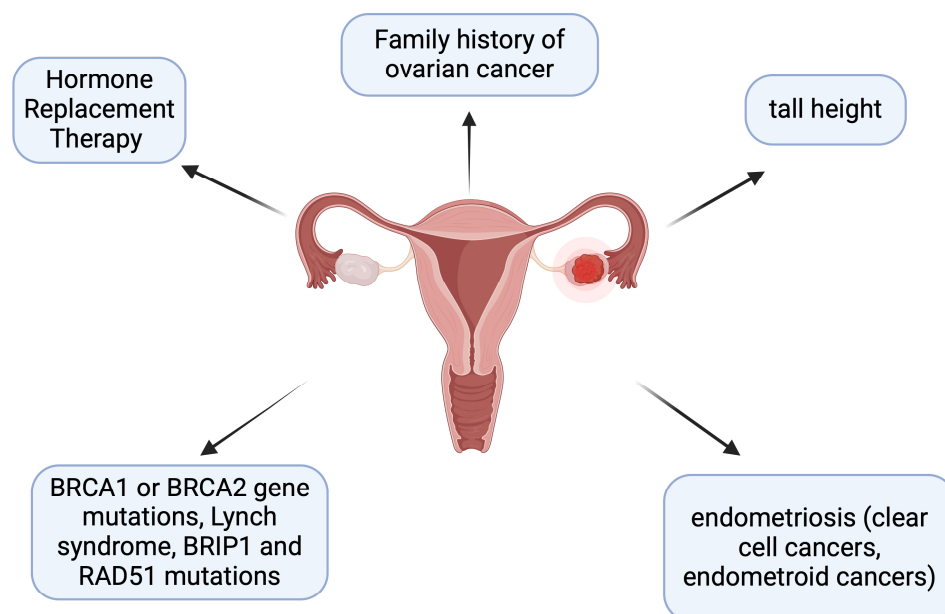 Family history of
ovarian cancer
Hormone
Replacement
Therapy
tall height
BRCA1 or BRCA2 gene
mutations, Lynch
syndrome, BRIP1 and
RAD51 mutations
endometriosis (clear
cell cancers,
endometroid cancers)